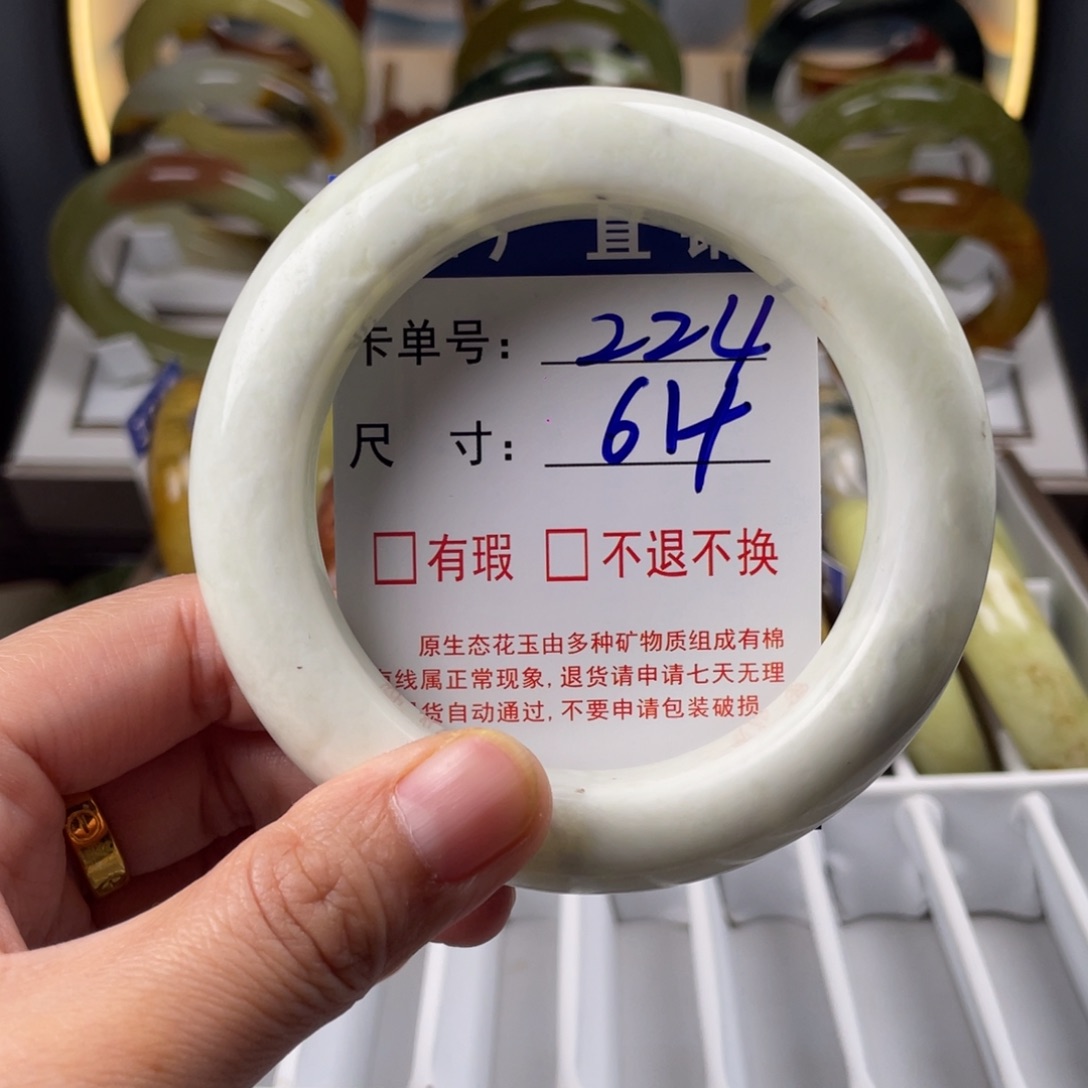 厂直销
卡单号： 224
尺 寸： 64
□有瑕 □不退不换
原生态花玉由多种矿物质组成有棉
有线属正常现象，退货请申请七天无理
货自动通过，不要申请包装破损